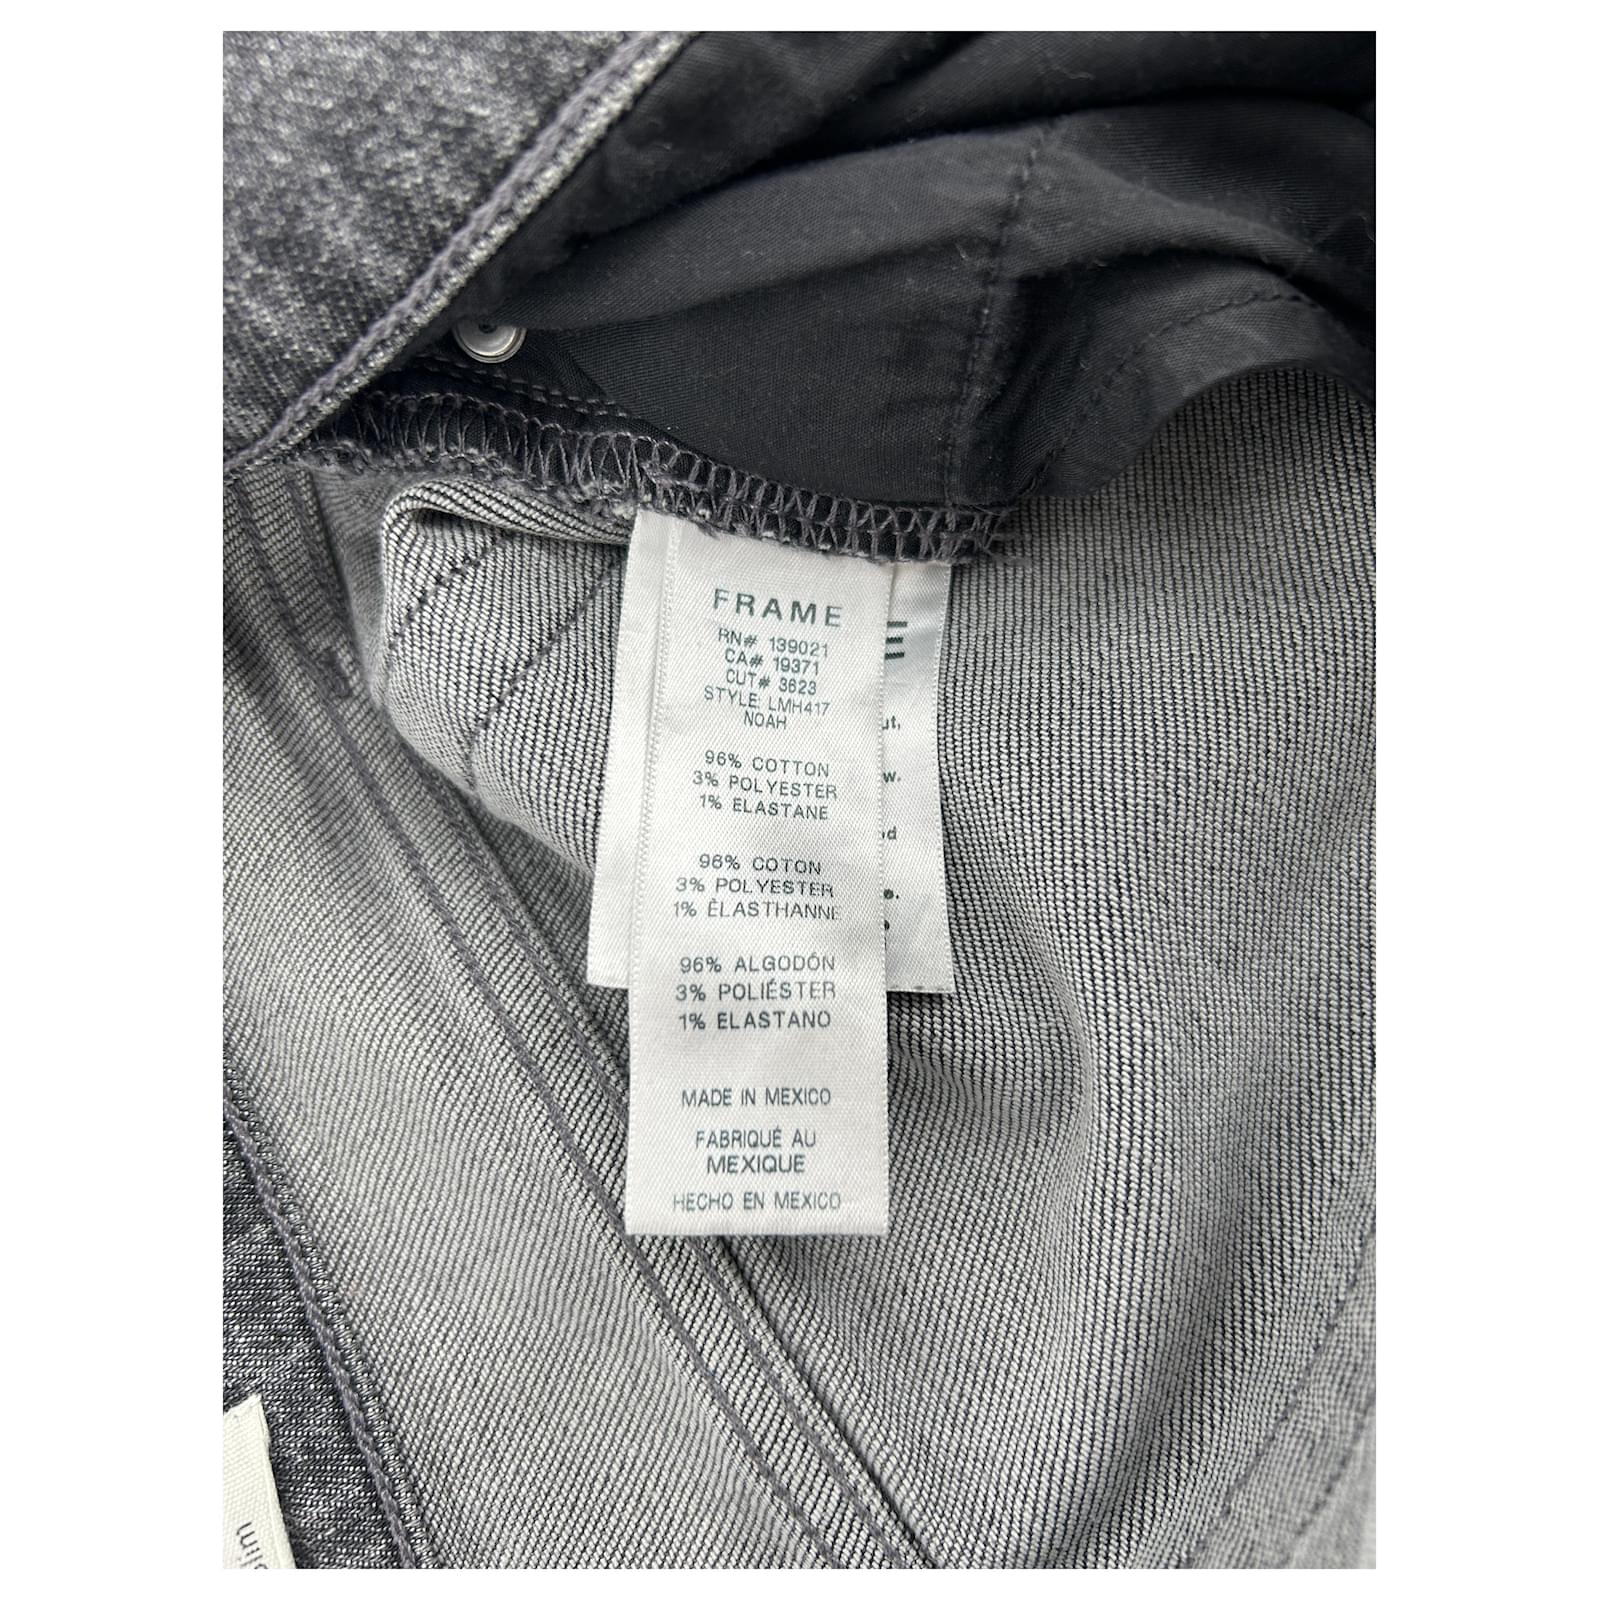 FRAME
RN# 139021
CA# 19371
CUT# 3623
STYLE: LMH417
NOAH
96% COTTON
3% POLYESTER
1% ELASTANE
96% COTON
3% POLYESTER
1% ÉLASTHANNE
96% ALGODÓN
3% POLIÉSTER
1% ELASTANO
MADE IN MEXICO
FABRIQUÉ AU
MEXIQUE
HECHO EN MEXICO